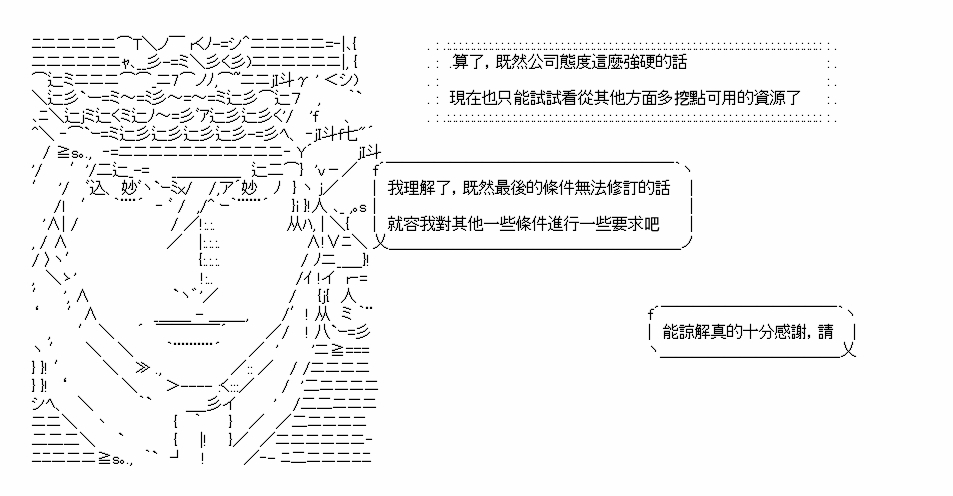 算了，既然公司態度這麼強硬的話
現在也只能試試看從其他方面多挖點可用的資源了
我理解了，既然最後的條件無法修訂的話
就容我對其他一些條件進行一些要求吧
能諒解真的十分感謝，請